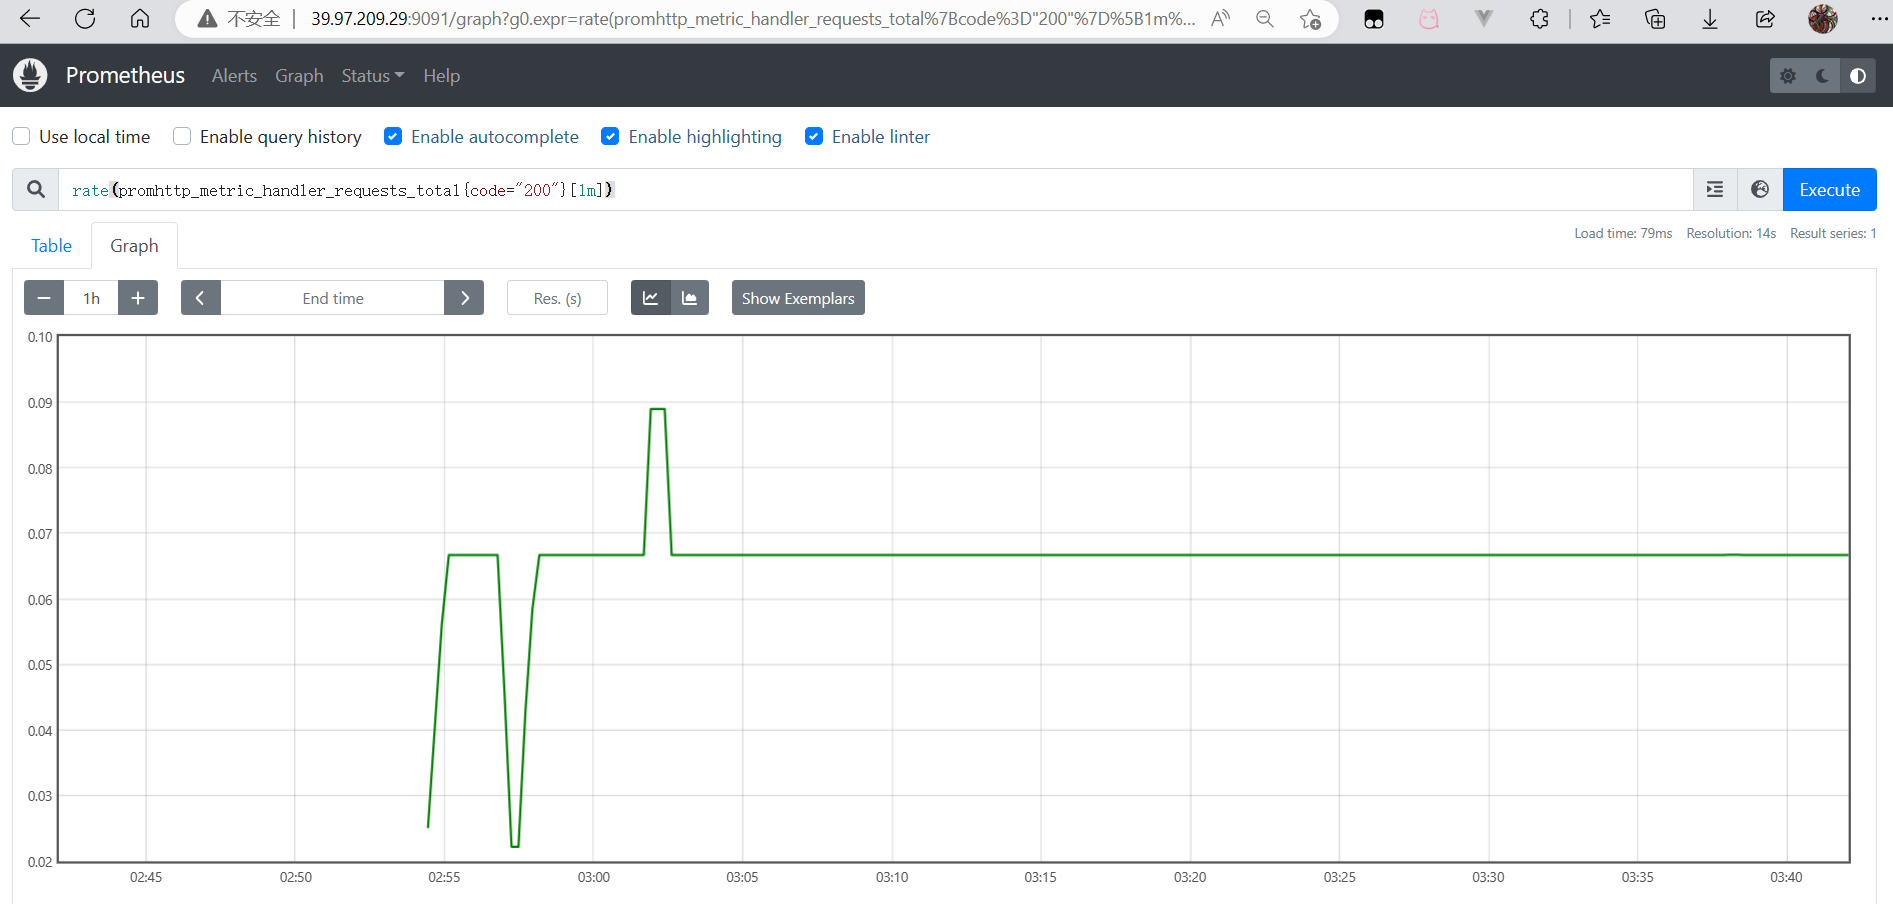 不安全 | 39.97.209.29:9091/graph?g0.expr=rate(promhttp_metric_handler_requests_total%7Bcode%3D"200"%7D%5B1m%...
Prometheus Alerts Graph Status Help
Use local time Enable query history Enable autocomplete Enable highlighting Enable linter
rate(promhttp_metric_handler_requests_total{code="200"}[1m]) Execute
Table Graph Load time: 79ms Resolution: 14s Result series: 1
1h End time Res. (s) Show Exemplars
0.10
0.09
0.08
0.07
0.06
0.05
0.04
0.03
0.02
02:45 02:50 02:55 03:00 03:05 03:10 03:15 03:20 03:25 03:30 03:35 03:40